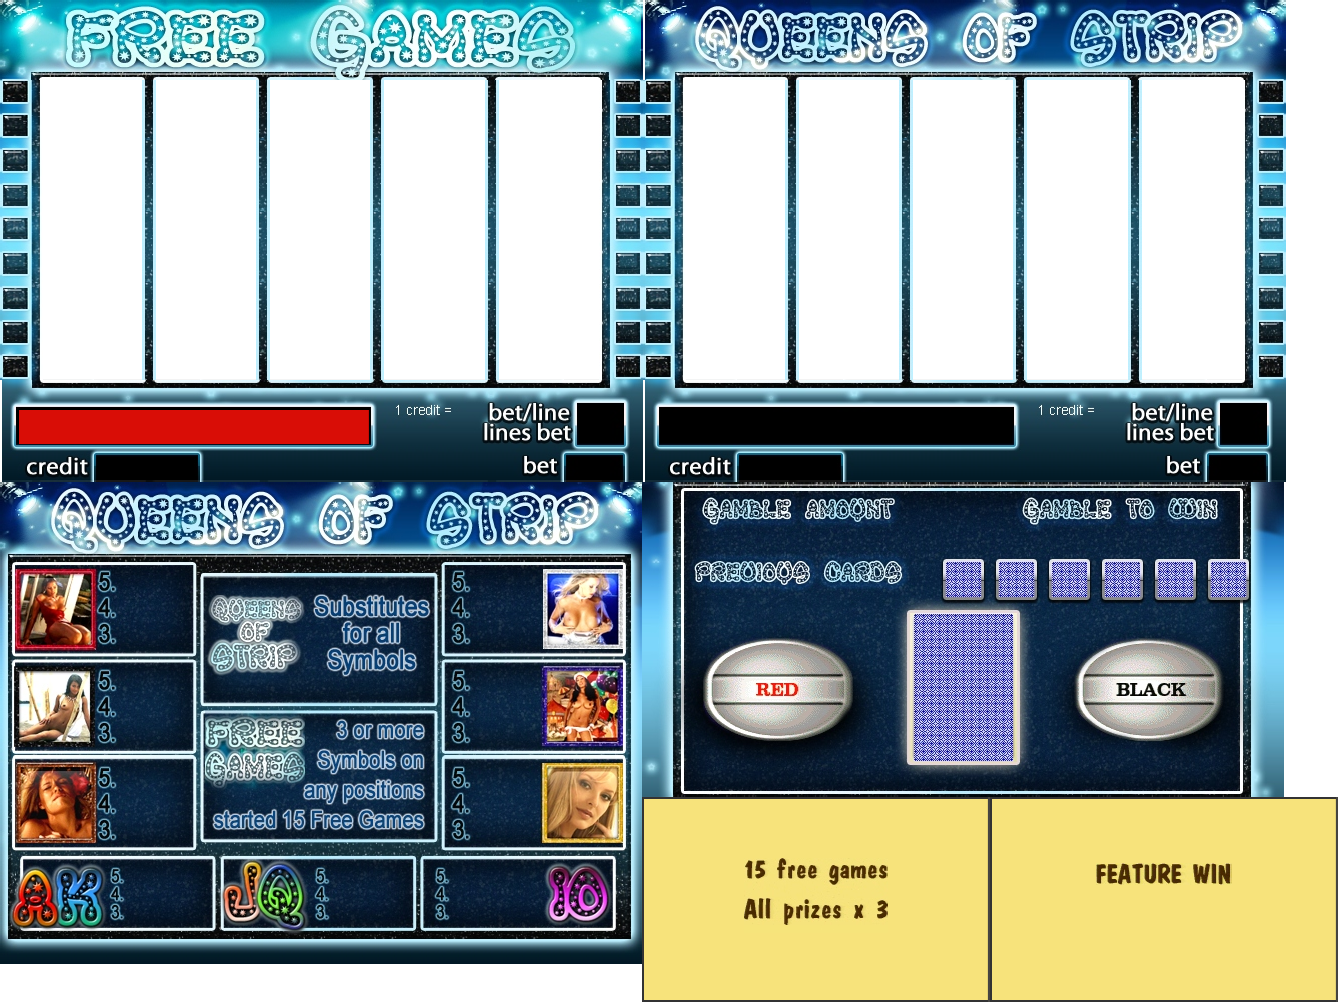 FREE GAMES
QUEENS OF STRIP
1 credit =
bet/line
lines bet
credit
bet
1 credit =
bet/line
lines bet
credit
bet
QUEENS OF STRIP
5.
4.
3.
5.
4.
3.
5.
4.
3.
QUEENS
OF
STRIP
Substitutes
for all
Symbols
FREE
GAMES
3 or more
Symbols on
any positions
started 15 Free Games
5.
4.
3.
5.
4.
3.
5.
4.
3.
AK
5.
4.
3.
JQ
5.
4.
3.
5.
4.
3.
10
GAMBLE AMOUNT
GAMBLE TO WIN
PREVIOUS CARDS
RED
BLACK
15 free games
All prizes x 3
FEATURE WIN